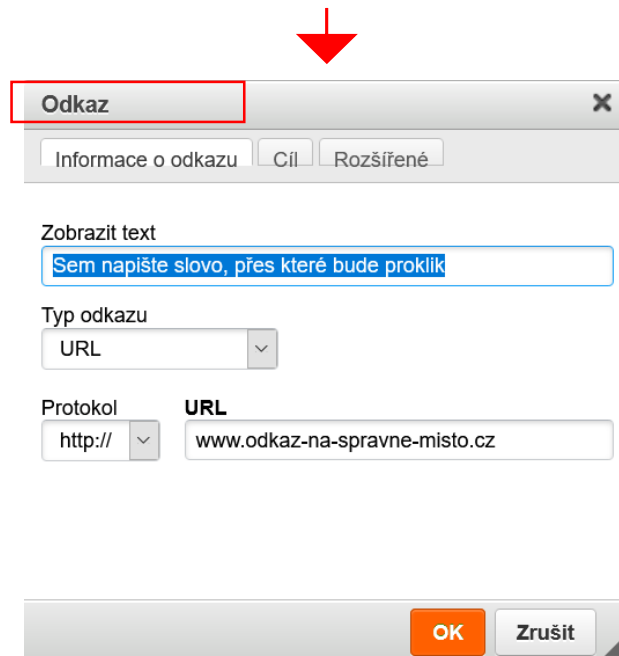 Odkaz
Informace o odkazu Cíl Rozšířené
Zobrazit text
Sem napište slovo, přes které bude proklik
Typ odkazu
URL
Protokol URL
http:// www.odkaz-na-spravne-misto.cz
OK Zrušit